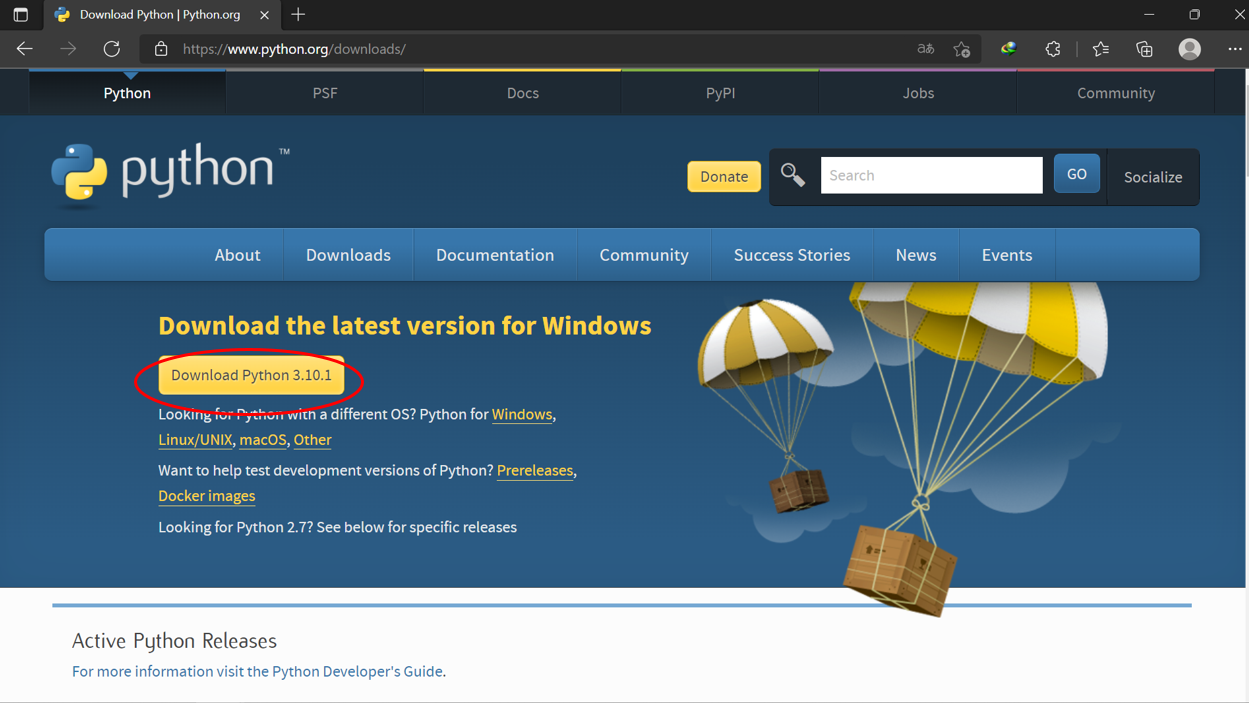 Download Python | Python.org
https://www.python.org/downloads/
aあ
Python PSF Docs PyPI Jobs Community
python™
Donate Search GO Socialize
About Downloads Documentation Community Success Stories News Events
Download the latest version for Windows
Download Python 3.10.1
Looking for Python with a different OS? Python for Windows,
Linux/UNIX, macOS, Other
Want to help test development versions of Python? Prereleases,
Docker images
Looking for Python 2.7? See below for specific releases
Active Python Releases
For more information visit the Python Developer's Guide.